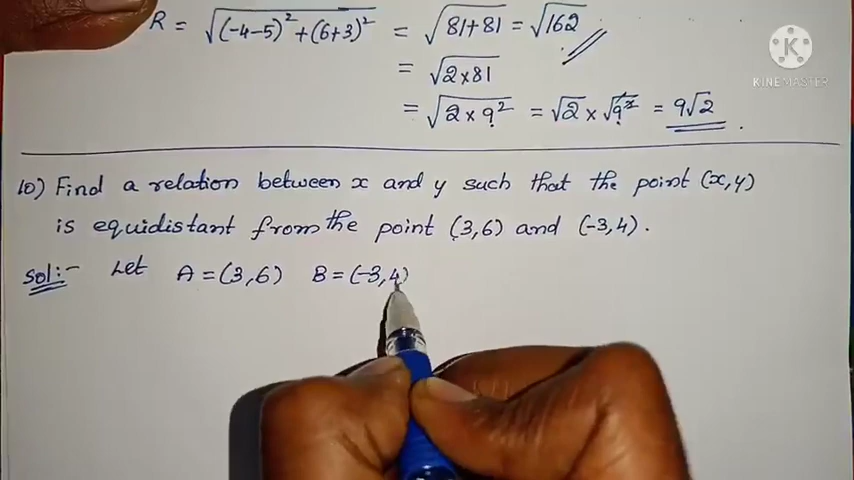 R = √(-4-5)² + (6+3)² = √81+81 = √162
= √2×81
= √2×9² = √2 × √9² = 9√2
KINEMASTER
10) Find a relation between x and y such that the point (x,y)
is equidistant from the point (3,6) and (-3,4).
Sol:- Let A = (3,6) B = (-3,4)